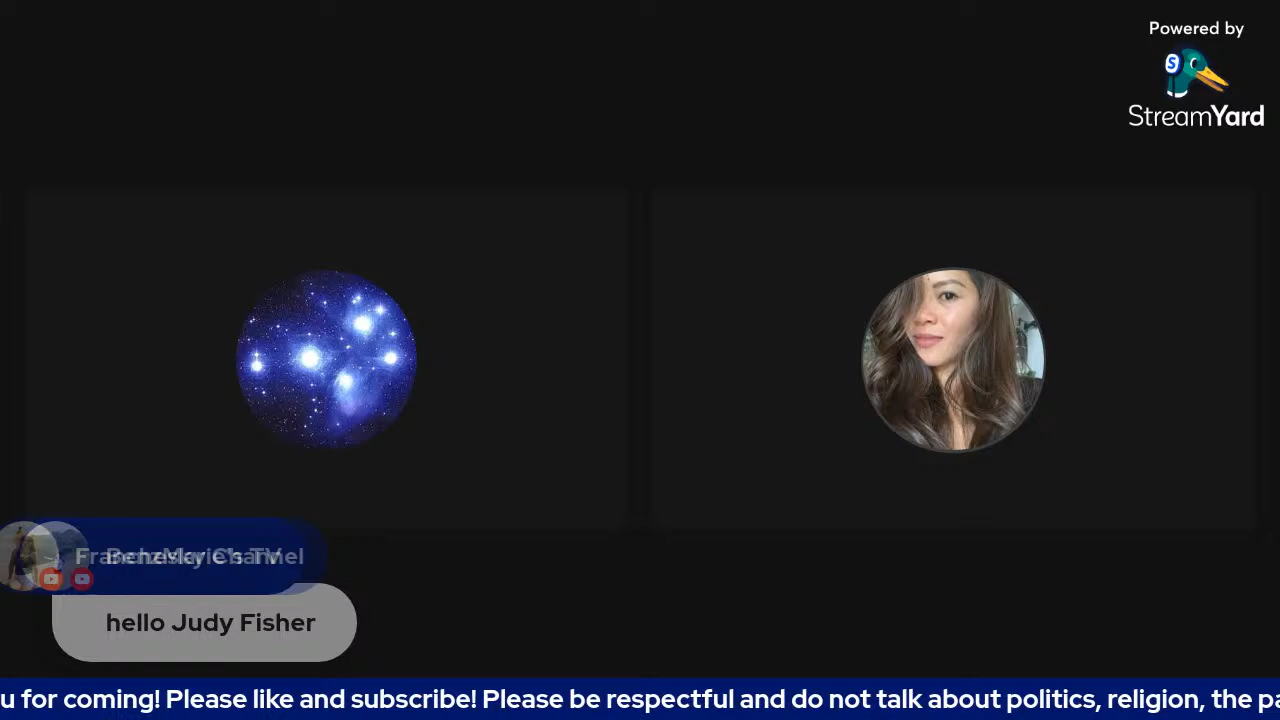 Powered by
StreamYard
hello Judy Fisher
u for coming! Please like and subscribe! Please be respectful and do not talk about politics, religion, the pa